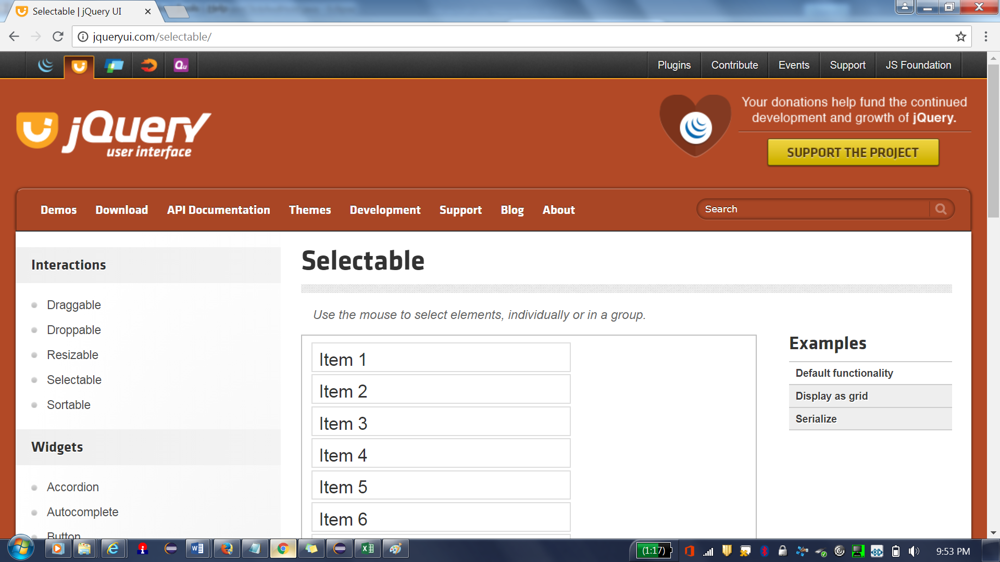 Selectable | jQuery UI
jqueryui.com/selectable/
Qu
Plugins Contribute Events Support JS Foundation
jQuery
user interface
Your donations help fund the continued
development and growth of jQuery.
SUPPORT THE PROJECT
Demos Download API Documentation Themes Development Support Blog About Search
Interactions
Draggable
Droppable
Resizable
Selectable
Sortable
Widgets
Accordion
Autocomplete
Button
Selectable
Use the mouse to select elements, individually or in a group.
Item 1
Item 2
Item 3
Item 4
Item 5
Item 6
Examples
Default functionality
Display as grid
Serialize
(1:17)
9:53 PM